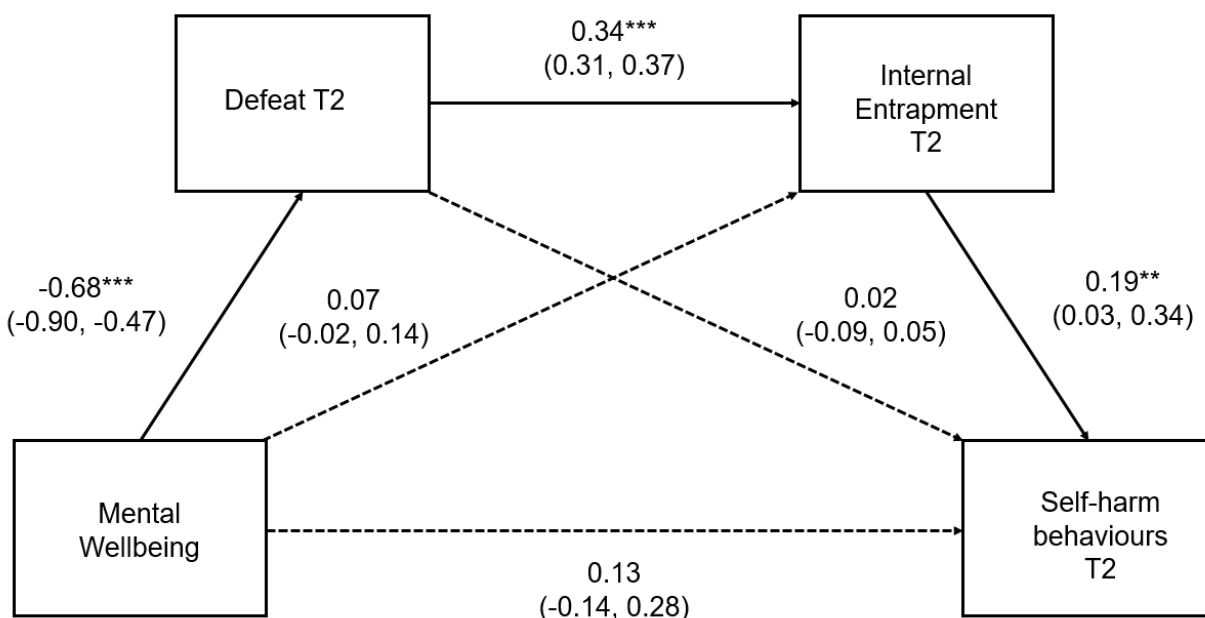 0.34***
(0.31, 0.37)
Defeat T2
Internal
Entrapment
T2
-0.68***
(-0.90, -0.47)
0.07
(-0.02, 0.14)
0.02
(-0.09, 0.05)
0.19**
(0.03, 0.34)
Mental
Wellbeing
Self-harm
behaviours
T2
0.13
(-0.14, 0.28)